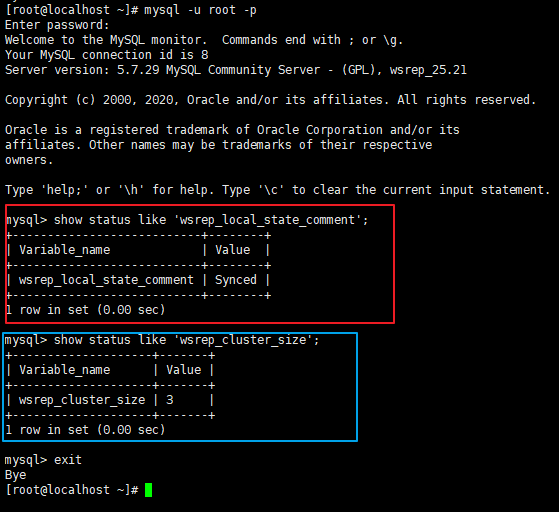 [root@localhost ~]# mysql -u root -p
Enter password:
Welcome to the MySQL monitor.  Commands end with ; or \g.
Your MySQL connection id is 8
Server version: 5.7.29 MySQL Community Server - (GPL), wsrep_25.21
Copyright (c) 2000, 2020, Oracle and/or its affiliates. All rights reserved.
Oracle is a registered trademark of Oracle Corporation and/or its
affiliates. Other names may be trademarks of their respective
owners.
Type 'help;' or '\h' for help. Type '\c' to clear the current input statement.
mysql> show status like 'wsrep_local_state_comment';
+---------------------------+--------+
| Variable_name             | Value  |
+---------------------------+--------+
| wsrep_local_state_comment | Synced |
+---------------------------+--------+
1 row in set (0.00 sec)
mysql> show status like 'wsrep_cluster_size';
+--------------------+-------+
| Variable_name      | Value |
+--------------------+-------+
| wsrep_cluster_size | 3     |
+--------------------+-------+
1 row in set (0.00 sec)
mysql> exit
Bye
[root@localhost ~]#